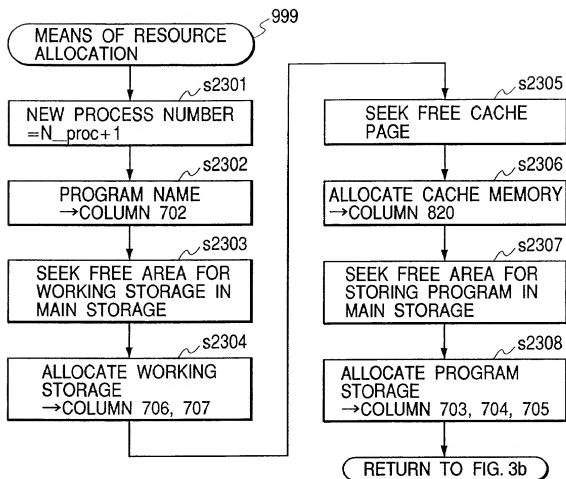 999
MEANS OF RESOURCE
ALLOCATION
s2301
NEW PROCESS NUMBER
=N_proc+1
s2302
PROGRAM NAME
→COLUMN 702
s2303
SEEK FREE AREA FOR
WORKING STORAGE IN
MAIN STORAGE
s2304
ALLOCATE WORKING
STORAGE
→COLUMN 706, 707
s2305
SEEK FREE CACHE
PAGE
s2306
ALLOCATE CACHE MEMORY
→COLUMN 820
s2307
SEEK FREE AREA FOR
STORING PROGRAM IN
MAIN STORAGE
s2308
ALLOCATE PROGRAM
STORAGE
→COLUMN 703, 704, 705
RETURN TO FIG. 3b